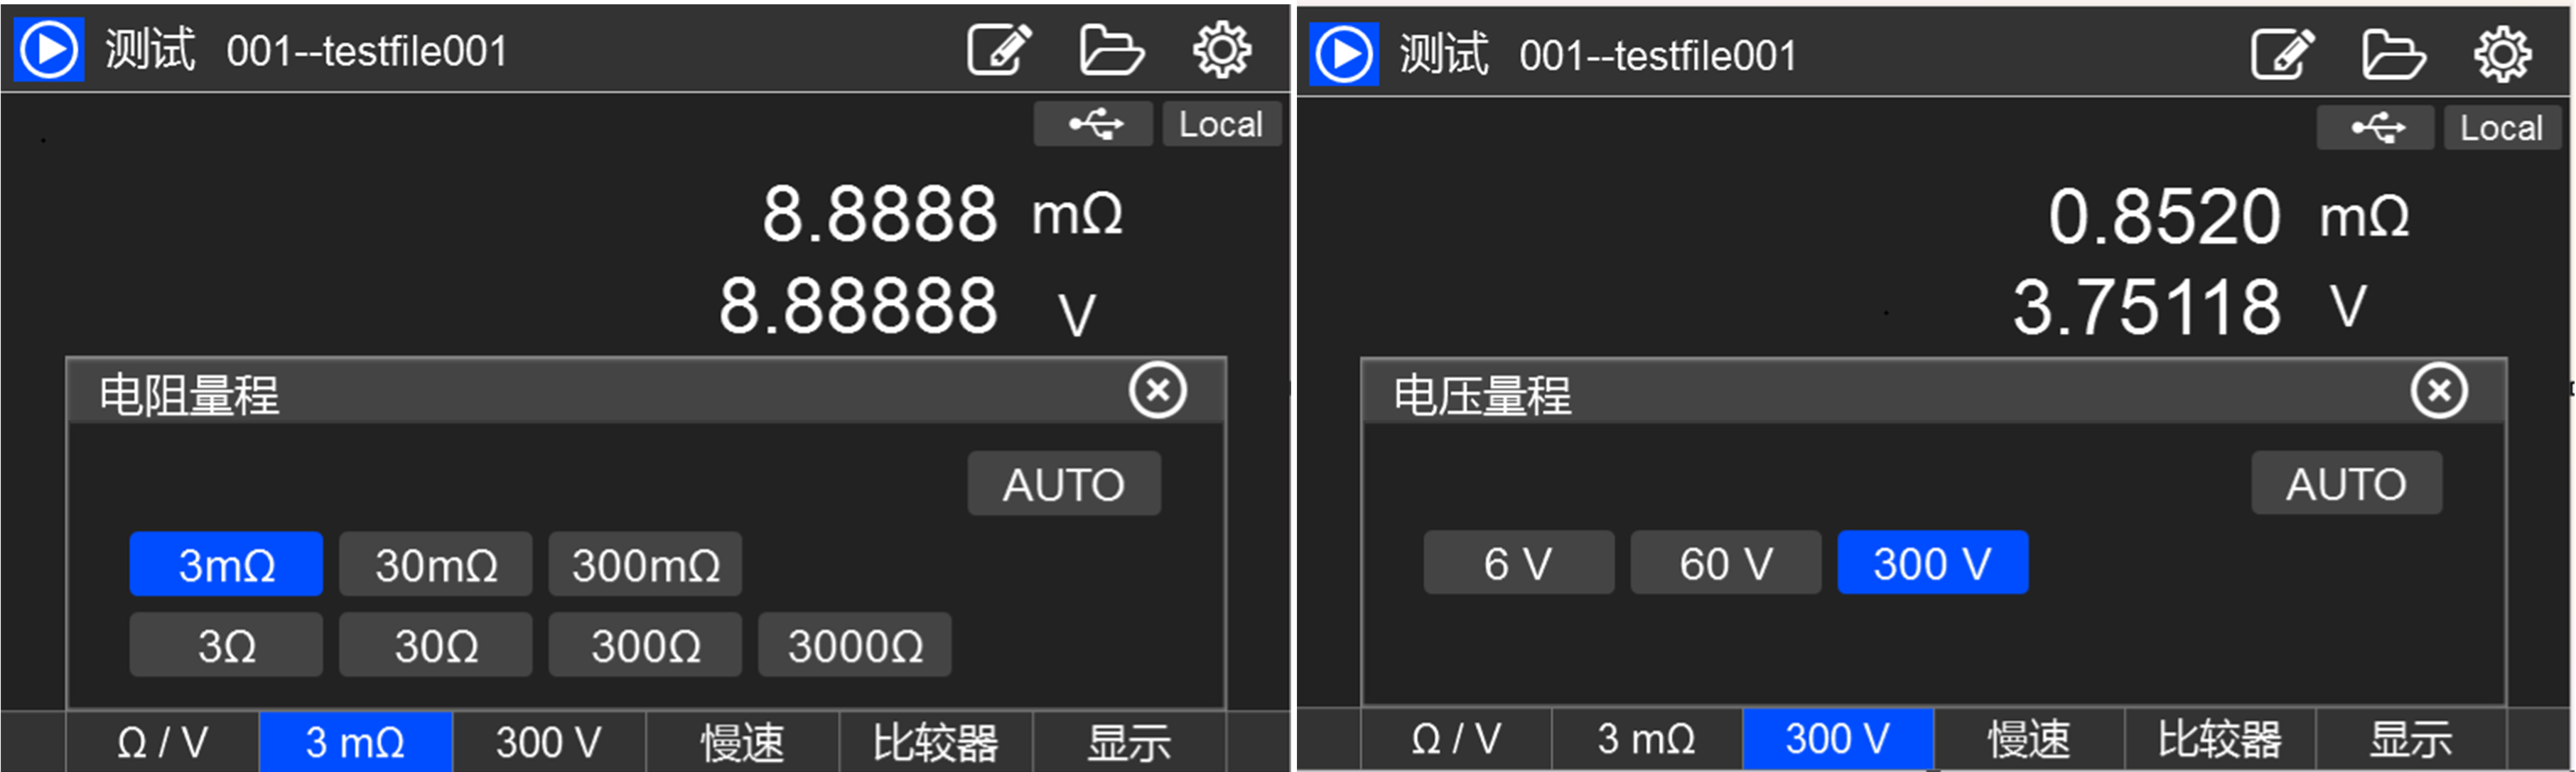 测试 001--testfile001
Local
8.8888 mΩ
8.88888 V
电阻量程
AUTO
3mΩ 30mΩ 300mΩ
3Ω 30Ω 300Ω 3000Ω
Ω / V 3 mΩ 300 V 慢速 比较器 显示
测试 001--testfile001
Local
0.8520 mΩ
3.75118 V
电压量程
AUTO
6 V 60 V 300 V
Ω / V 3 mΩ 300 V 慢速 比较器 显示